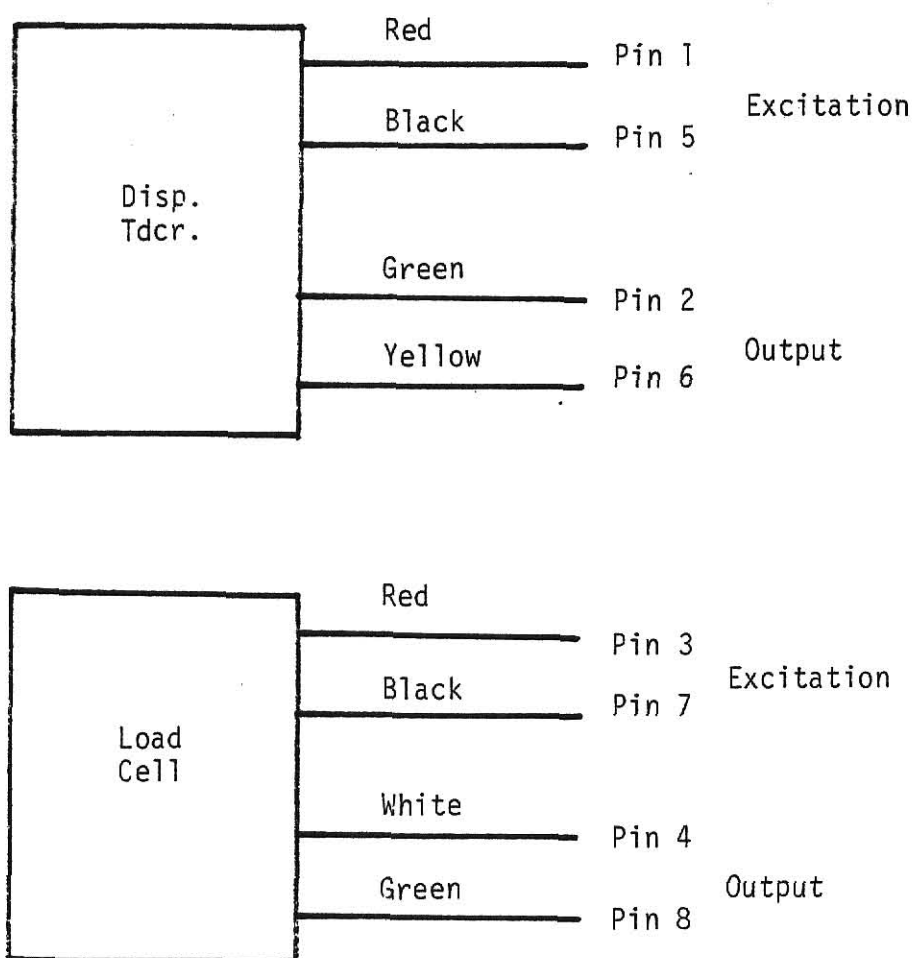 Red
Pin 1
Excitation
Black
Pin 5
Disp.
Tdcr.
Green
Pin 2
Output
Yellow
Pin 6
Red
Pin 3
Excitation
Black
Pin 7
Load
Cell
White
Pin 4
Output
Green
Pin 8